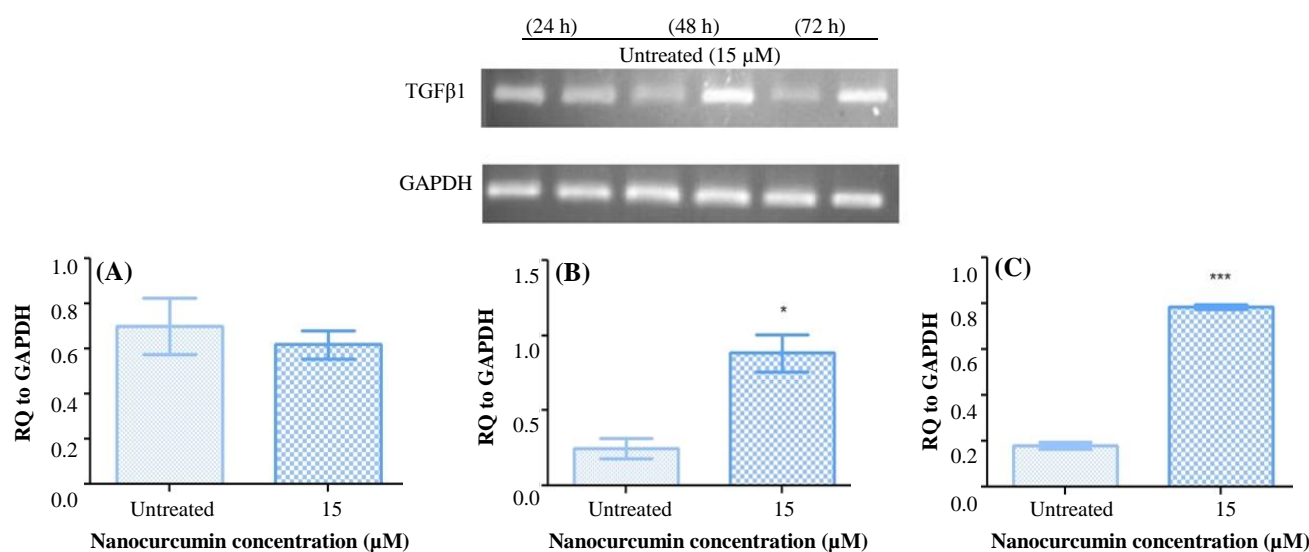 (24 h) (48 h) (72 h)
Untreated (15 µM)
TGFβ1
GAPDH
(A)
RQ to GAPDH
1.0
0.8
0.6
0.4
0.2
0.0
Untreated 15
Nanocurcumin concentration (µM)
(B)
*
RQ to GAPDH
1.5
1.0
0.5
0.0
Untreated 15
Nanocurcumin concentration (µM)
(C)
***
RQ to GAPDH
1.0
0.8
0.6
0.4
0.2
0.0
Untreated 15
Nanocurcumin concentration (µM)